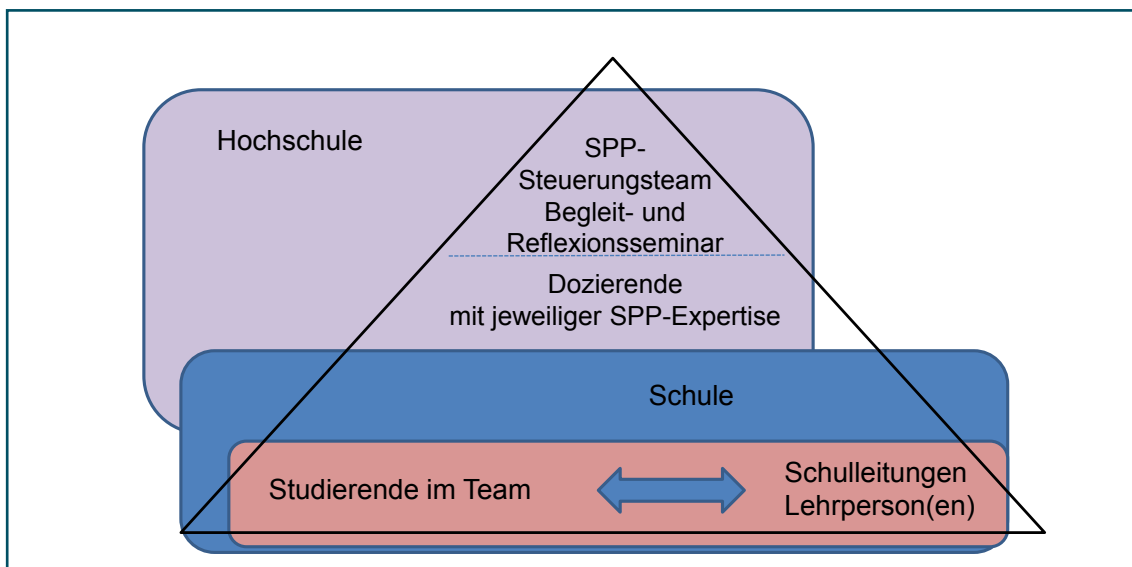 Hochschule
SPP-
Steuerungsteam
Begleit- und
Reflexionsseminar
Dozierende
mit jeweiliger SPP-Expertise
Schule
Studierende im Team
Schulleitungen
Lehrperson(en)